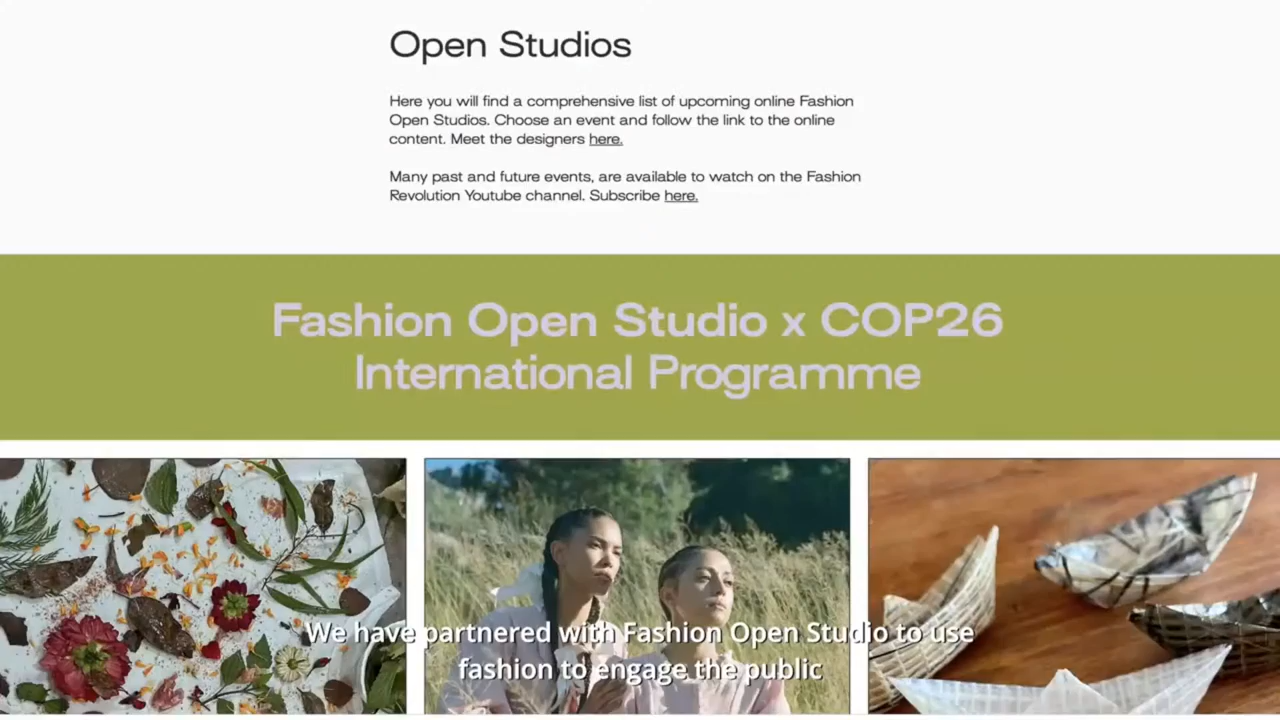 Open Studios
Here you will find a comprehensive list of upcoming online Fashion
Open Studios. Choose an event and follow the link to the online
content. Meet the designers here.
Many past and future events, are available to watch on the Fashion
Revolution Youtube channel. Subscribe here.
Fashion Open Studio x COP26
International Programme
We have partnered with Fashion Open Studio to use
fashion to engage the public